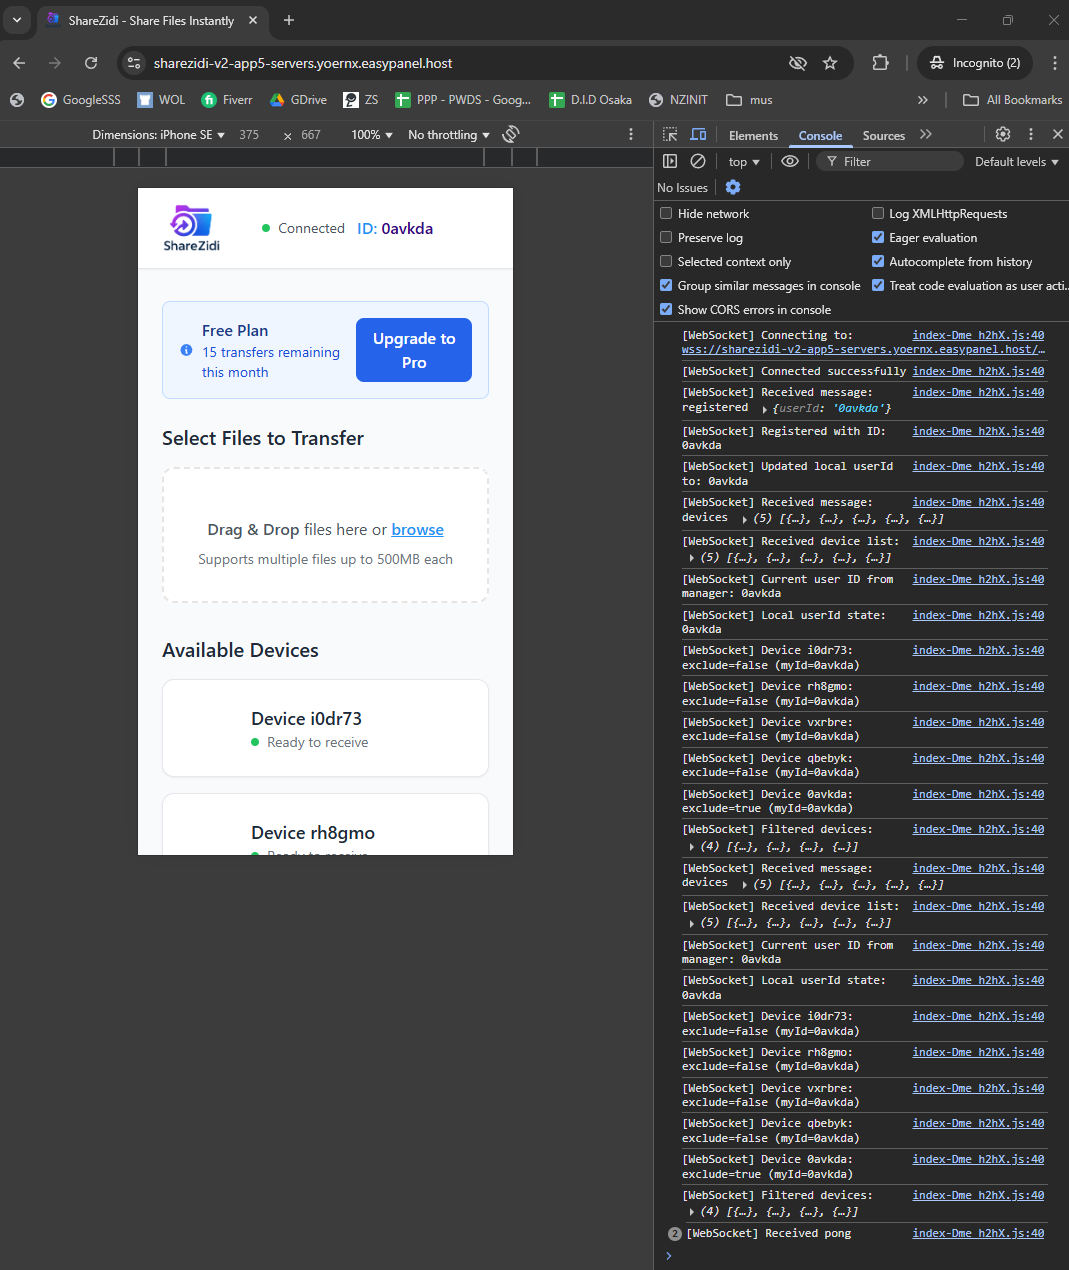 ShareZidi - Share Files Instantly
sharezidi-v2-app5-servers.yoernx.easypanel.host
Incognito (2)
GoogleSSS
WOL
Fiverr
GDrive
ZS
PPP - PWDS - Goog...
D.I.D Osaka
NZINIT
mus
All Bookmarks
Dimensions: iPhone SE 375 × 667 100% No throttling
Elements Console Sources
top Filter Default levels
No Issues
Hide network
Log XMLHttpRequests
Preserve log
Eager evaluation
Selected context only
Autocomplete from history
Group similar messages in console
Treat code evaluation as user acti..
Show CORS errors in console
ShareZidi
Connected ID: 0avkda
Free Plan
15 transfers remaining
this month
Upgrade to
Pro
Select Files to Transfer
Drag & Drop files here or browse
Supports multiple files up to 500MB each
Available Devices
Device i0dr73
Ready to receive
Device rh8gmo
Ready to receive
[WebSocket] Connecting to: index-Dme_h2hX.js:40
wss://sharezidi-v2-app5-servers.yoernx.easypanel.host/…
[WebSocket] Connected successfully index-Dme_h2hX.js:40
[WebSocket] Received message: index-Dme_h2hX.js:40
registered {userId: '0avkda'}
[WebSocket] Registered with ID: index-Dme_h2hX.js:40
0avkda
[WebSocket] Updated local userId index-Dme_h2hX.js:40
to: 0avkda
[WebSocket] Received message: index-Dme_h2hX.js:40
devices (5) [{…}, {…}, {…}, {…}, {…}]
[WebSocket] Received device list: index-Dme_h2hX.js:40
(5) [{…}, {…}, {…}, {…}, {…}]
[WebSocket] Current user ID from index-Dme_h2hX.js:40
manager: 0avkda
[WebSocket] Local userId state: index-Dme_h2hX.js:40
0avkda
[WebSocket] Device i0dr73: index-Dme_h2hX.js:40
exclude=false (myId=0avkda)
[WebSocket] Device rh8gmo: index-Dme_h2hX.js:40
exclude=false (myId=0avkda)
[WebSocket] Device vxrbre: index-Dme_h2hX.js:40
exclude=false (myId=0avkda)
[WebSocket] Device qbebyk: index-Dme_h2hX.js:40
exclude=false (myId=0avkda)
[WebSocket] Device 0avkda: index-Dme_h2hX.js:40
exclude=true (myId=0avkda)
[WebSocket] Filtered devices: index-Dme_h2hX.js:40
(4) [{…}, {…}, {…}, {…}]
[WebSocket] Received message: index-Dme_h2hX.js:40
devices (5) [{…}, {…}, {…}, {…}, {…}]
[WebSocket] Received device list: index-Dme_h2hX.js:40
(5) [{…}, {…}, {…}, {…}, {…}]
[WebSocket] Current user ID from index-Dme_h2hX.js:40
manager: 0avkda
[WebSocket] Local userId state: index-Dme_h2hX.js:40
0avkda
[WebSocket] Device i0dr73: index-Dme_h2hX.js:40
exclude=false (myId=0avkda)
[WebSocket] Device rh8gmo: index-Dme_h2hX.js:40
exclude=false (myId=0avkda)
[WebSocket] Device vxrbre: index-Dme_h2hX.js:40
exclude=false (myId=0avkda)
[WebSocket] Device qbebyk: index-Dme_h2hX.js:40
exclude=false (myId=0avkda)
[WebSocket] Device 0avkda: index-Dme_h2hX.js:40
exclude=true (myId=0avkda)
[WebSocket] Filtered devices: index-Dme_h2hX.js:40
(4) [{…}, {…}, {…}, {…}]
2 [WebSocket] Received pong index-Dme_h2hX.js:40